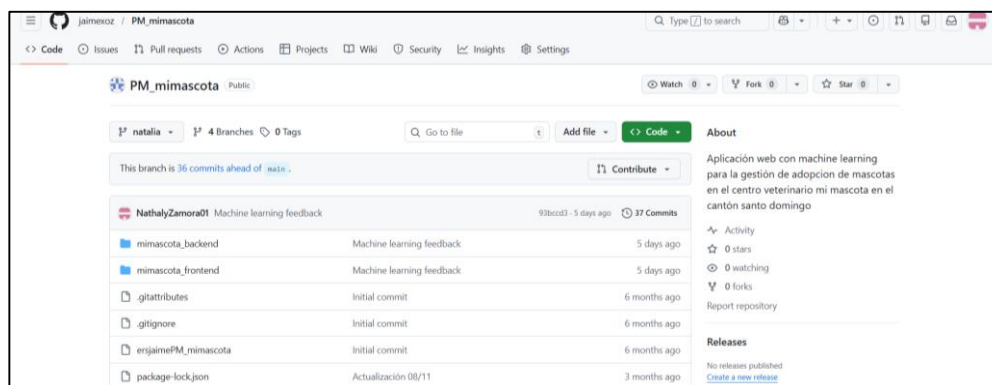 jaimexoz / PM_mimascota
Type / to search
Code Issues Pull requests Actions Projects Wiki Security Insights Settings
PM_mimascota Public
Watch 0 Fork 0 Star 0
natalia 4 Branches 0 Tags Go to file t Add file Code
This branch is 36 commits ahead of main.
Contribute
NathalyZamora01 Machine learning feedback 93bccd3 · 5 days ago 37 Commits
mimascota_backend Machine learning feedback 5 days ago
mimascota_frontend Machine learning feedback 5 days ago
.gitattributes Initial commit 6 months ago
.gitignore Initial commit 6 months ago
ersjaimePM_mimascota Initial commit 6 months ago
package-lock.json Actualización 08/11 3 months ago
About
Aplicación web con machine learning
para la gestión de adopcion de mascotas
en el centro veterinario mi mascota en el
cantón santo domingo
Activity
0 stars
0 watching
0 forks
Report repository
Releases
No releases published
Create a new release